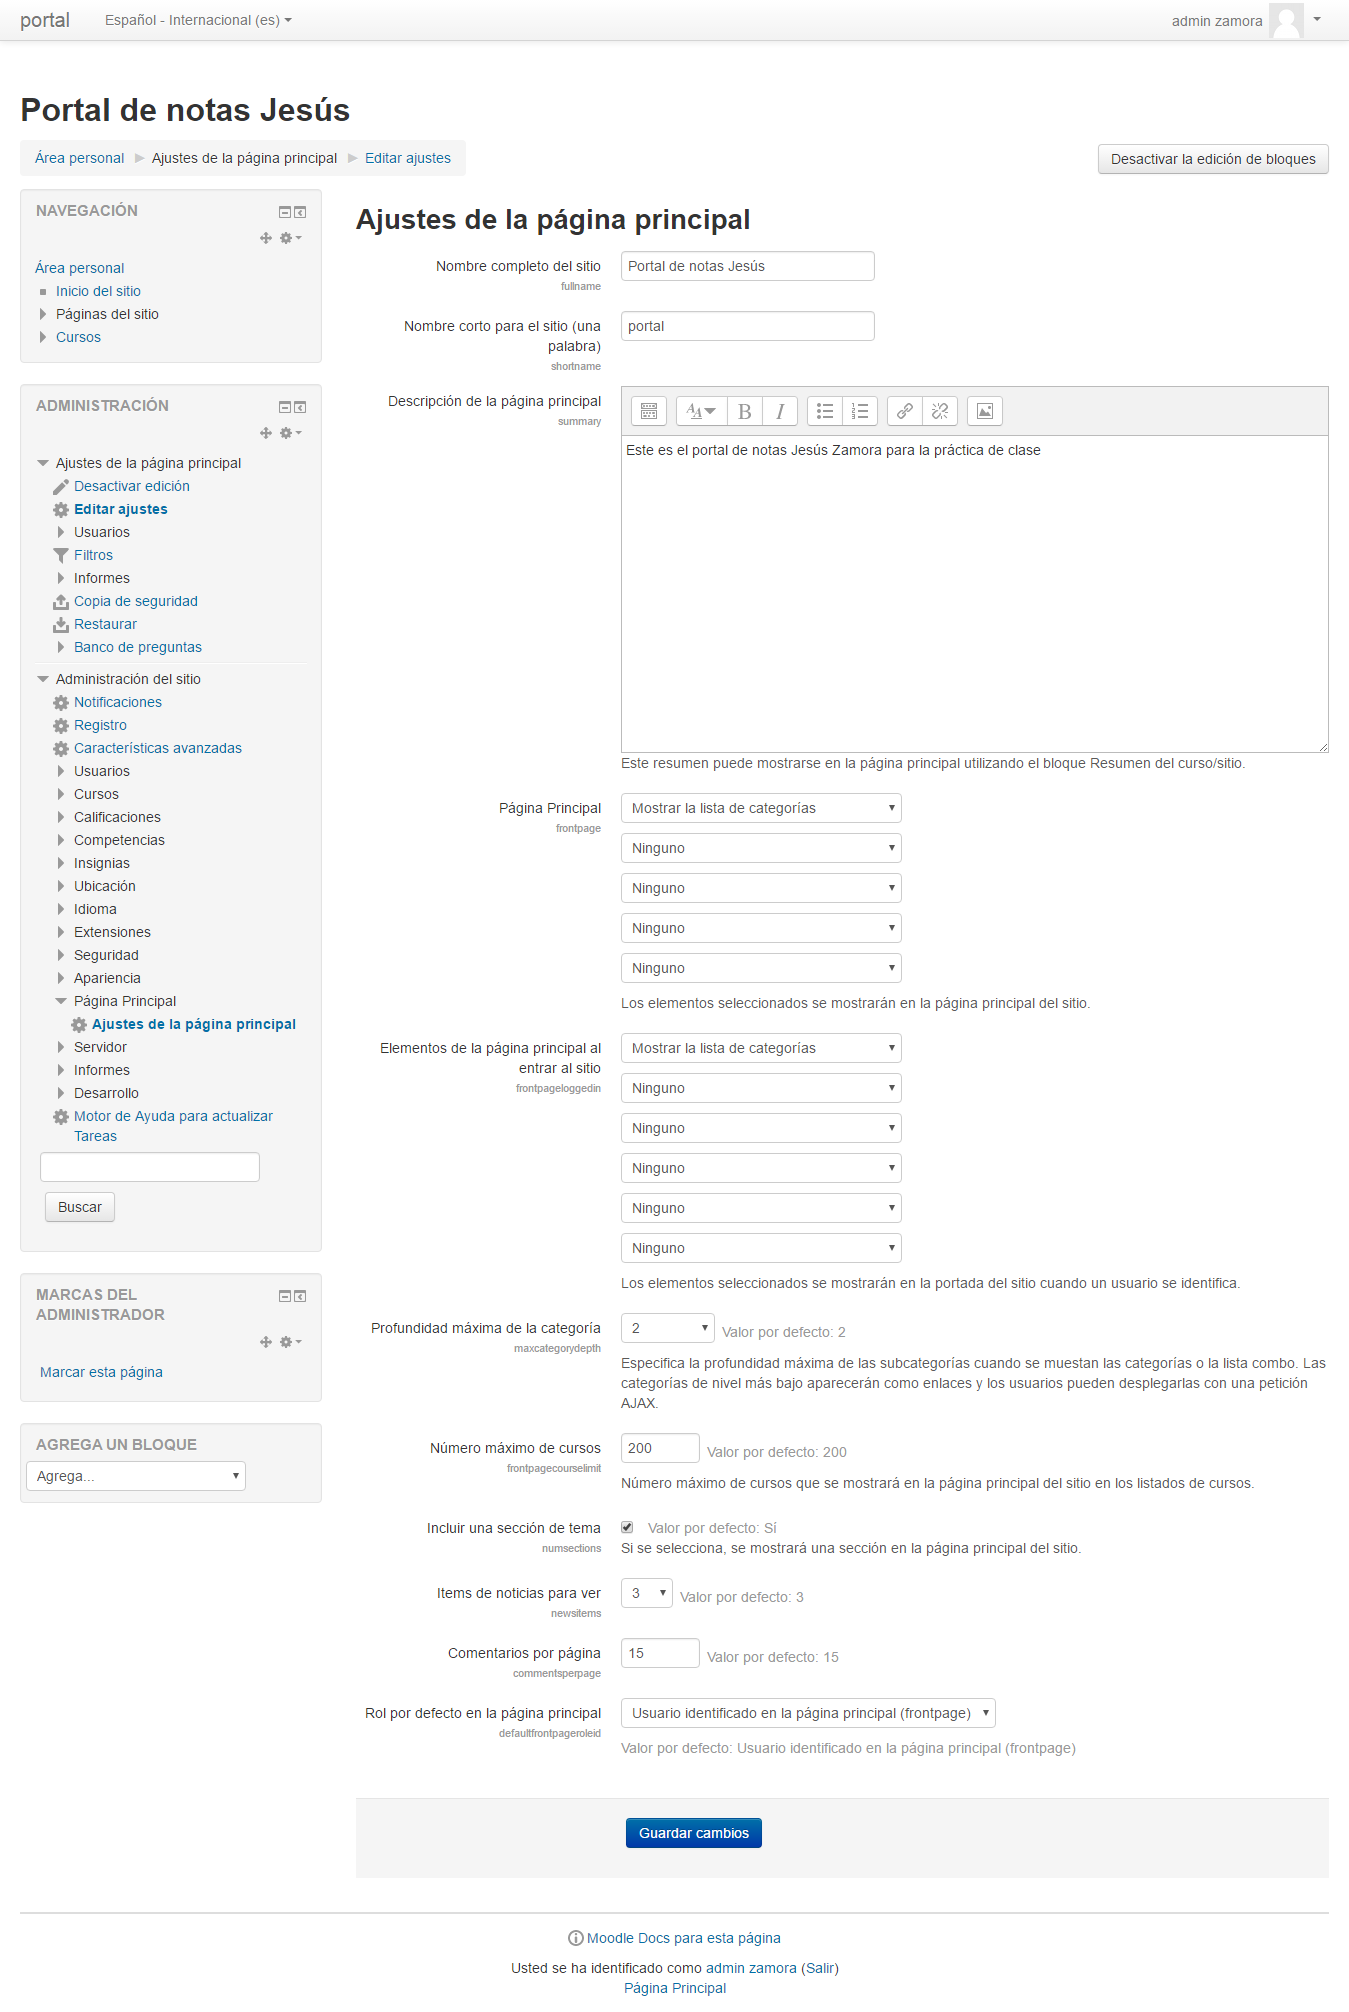 portal
Español - Internacional (es)
admin zamora
Portal de notas Jesús
Área personal
Ajustes de la página principal
Editar ajustes
Desactivar la edición de bloques
NAVEGACIÓN
Área personal
Inicio del sitio
Páginas del sitio
Cursos
ADMINISTRACIÓN
Ajustes de la página principal
Desactivar edición
Editar ajustes
Usuarios
Filtros
Informes
Copia de seguridad
Restaurar
Banco de preguntas
Administración del sitio
Notificaciones
Registro
Características avanzadas
Usuarios
Cursos
Calificaciones
Competencias
Insignias
Ubicación
Idioma
Extensiones
Seguridad
Apariencia
Página Principal
Ajustes de la página principal
Servidor
Informes
Desarrollo
Motor de Ayuda para actualizar
Tareas
Buscar
MARCAS DEL
ADMINISTRADOR
Marcar esta página
AGREGA UN BLOQUE
Agrega...
Ajustes de la página principal
Nombre completo del sitio
fullname
Portal de notas Jesús
Nombre corto para el sitio (una
palabra)
shortname
portal
Descripción de la página principal
summary
Este es el portal de notas Jesús Zamora para la práctica de clase
Este resumen puede mostrarse en la página principal utilizando el bloque Resumen del curso/sitio.
Página Principal
frontpage
Mostrar la lista de categorías
Ninguno
Ninguno
Ninguno
Ninguno
Los elementos seleccionados se mostrarán en la página principal del sitio.
Elementos de la página principal al
entrar al sitio
frontpageloggedin
Mostrar la lista de categorías
Ninguno
Ninguno
Ninguno
Ninguno
Ninguno
Los elementos seleccionados se mostrarán en la portada del sitio cuando un usuario se identifica.
Profundidad máxima de la categoría
maxcategorydepth
2
Valor por defecto: 2
Especifica la profundidad máxima de las subcategorías cuando se muestan las categorías o la lista combo. Las
categorías de nivel más bajo aparecerán como enlaces y los usuarios pueden desplegarlas con una petición
AJAX.
Número máximo de cursos
frontpagecourselimit
200
Valor por defecto: 200
Número máximo de cursos que se mostrará en la página principal del sitio en los listados de cursos.
Incluir una sección de tema
numsections
Valor por defecto: Sí
Si se selecciona, se mostrará una sección en la página principal del sitio.
Items de noticias para ver
newsitems
3
Valor por defecto: 3
Comentarios por página
commentsperpage
15
Valor por defecto: 15
Rol por defecto en la página principal
defaultfrontpageroleid
Usuario identificado en la página principal (frontpage)
Valor por defecto: Usuario identificado en la página principal (frontpage)
Guardar cambios
Moodle Docs para esta página
Usted se ha identificado como admin zamora (Salir)
Página Principal